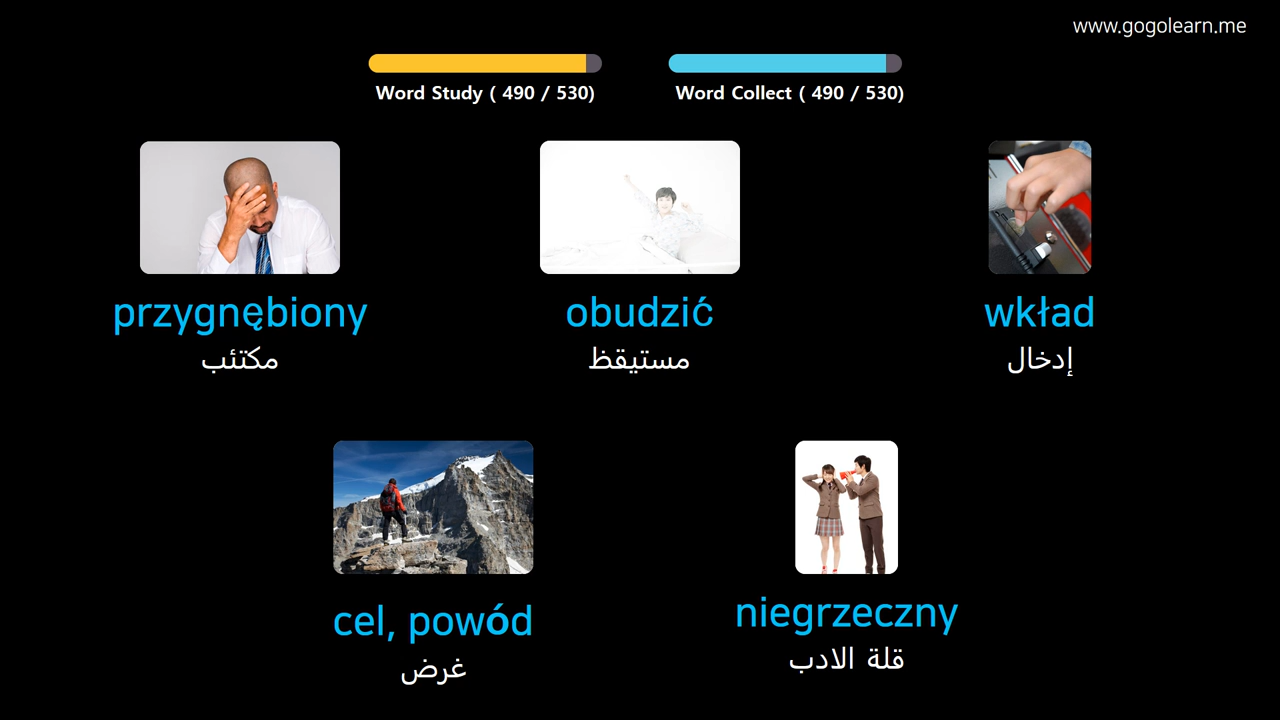 www.gogolearn.me
Word Study ( 490 / 530)
Word Collect ( 490 / 530)
przygnębiony
مكتئب
obudzić
مستيقظ
wkład
إدخال
cel, powód
غرض
niegrzeczny
قلة الادب